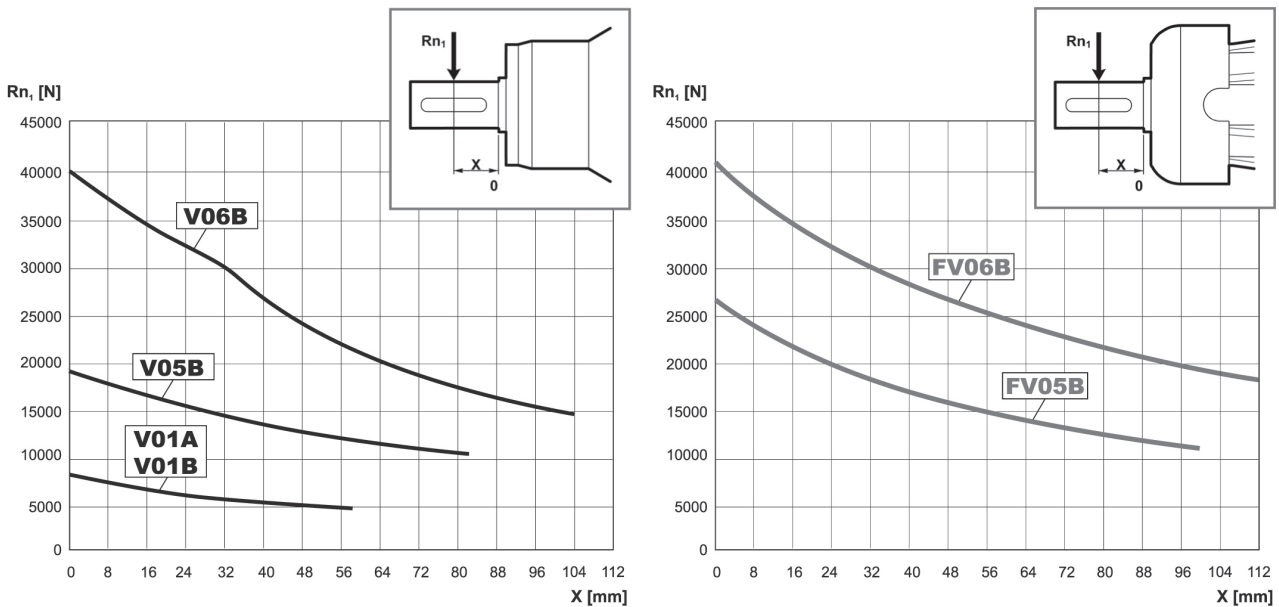 Rn₁
X
0
Rn₁ [N]
45000
40000
35000
30000
25000
20000
15000
10000
5000
0
V06B
V05B
V01A
V01B
0 8 16 24 32 40 48 56 64 72 80 88 96 104 112
X [mm]
Rn₁
X
0
Rn₁ [N]
45000
40000
35000
30000
25000
20000
15000
10000
5000
0
FV06B
FV05B
0 8 16 24 32 40 48 56 64 72 80 88 96 104 112
X [mm]